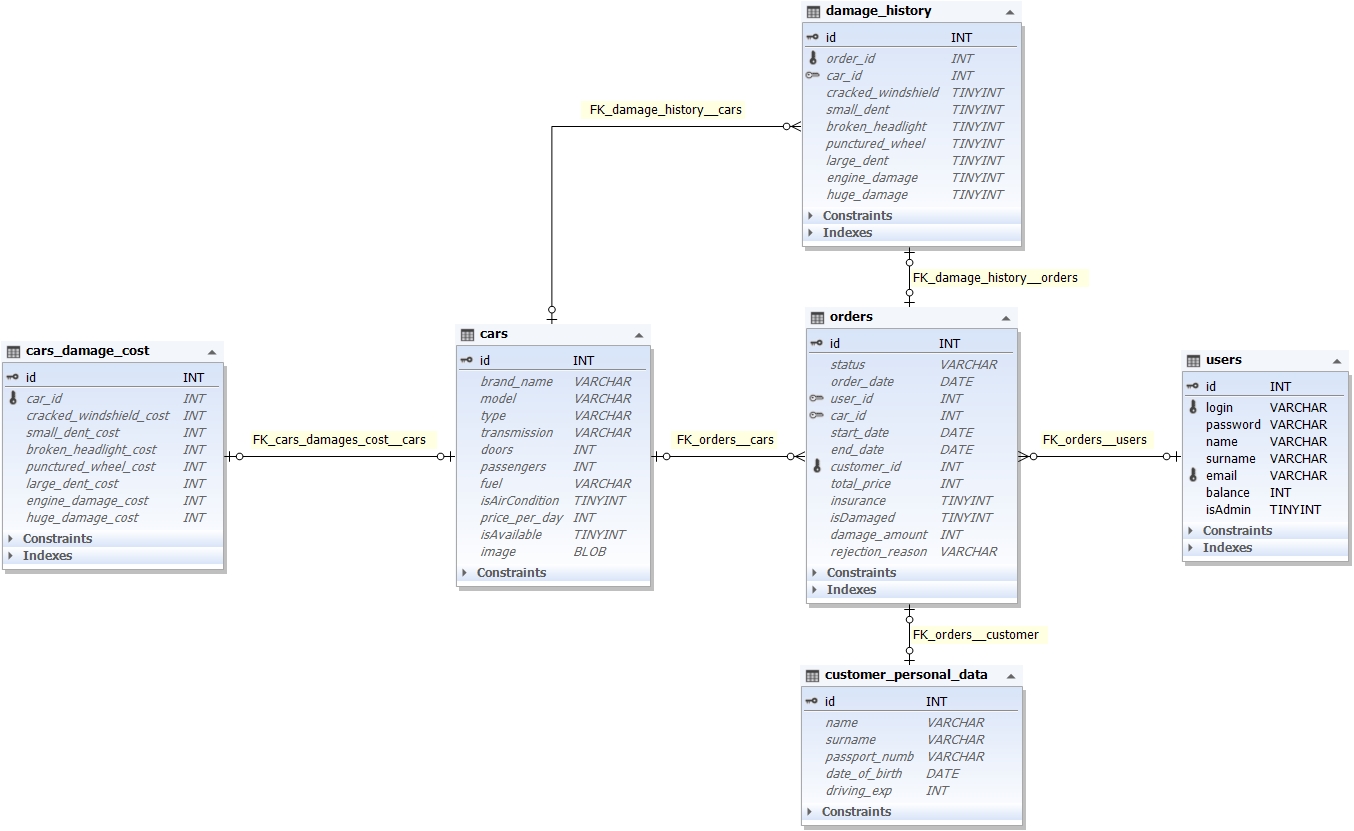 damage_history
id INT
order_id INT
car_id INT
cracked_windshield TINYINT
small_dent TINYINT
broken_headlight TINYINT
punctured_wheel TINYINT
large_dent TINYINT
engine_damage TINYINT
huge_damage TINYINT
Constraints
Indexes
FK_damage_history__cars
FK_damage_history__orders
cars_damage_cost
id INT
car_id INT
cracked_windshield_cost INT
small_dent_cost INT
broken_headlight_cost INT
punctured_wheel_cost INT
large_dent_cost INT
engine_damage_cost INT
huge_damage_cost INT
Constraints
Indexes
FK_cars_damages_cost__cars
cars
id INT
brand_name VARCHAR
model VARCHAR
type VARCHAR
transmission VARCHAR
doors INT
passengers INT
fuel VARCHAR
isAirCondition TINYINT
price_per_day INT
isAvailable TINYINT
image BLOB
Constraints
FK_orders__cars
orders
id INT
status VARCHAR
order_date DATE
user_id INT
car_id INT
start_date DATE
end_date DATE
customer_id INT
total_price INT
insurance TINYINT
isDamaged TINYINT
damage_amount INT
rejection_reason VARCHAR
Constraints
Indexes
FK_orders__users
users
id INT
login VARCHAR
password VARCHAR
name VARCHAR
surname VARCHAR
email VARCHAR
balance INT
isAdmin TINYINT
Constraints
Indexes
FK_orders__customer
customer_personal_data
id INT
name VARCHAR
surname VARCHAR
passport_numb VARCHAR
date_of_birth DATE
driving_exp INT
Constraints